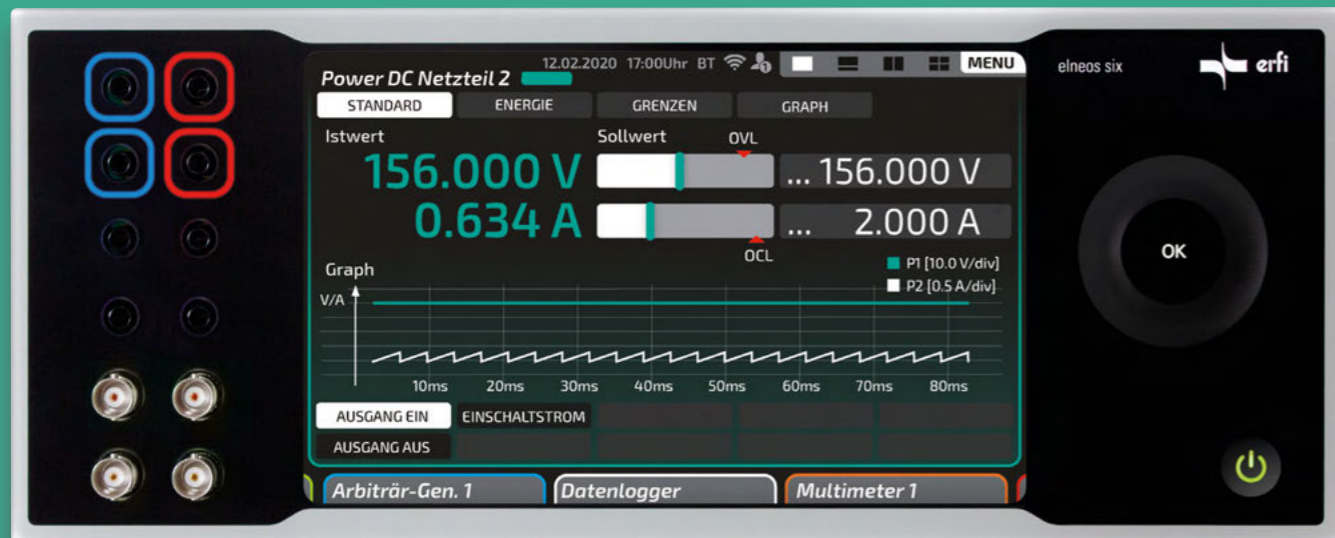 12.02.2020 17:00Uhr BT MENU
Power DC Netzteil 2
STANDARD ENERGIE GRENZEN GRAPH
Istwert Sollwert OVL
156.000 V ... 156.000 V
0.634 A ... 2.000 A
OCL
Graph P1 [10.0 V/div]
V/A P2 [0.5 A/div]
10ms 20ms 30ms 40ms 50ms 60ms 70ms 80ms
AUSGANG EIN EINSCHALTSTROM
AUSGANG AUS
Arbiträr-Gen. 1 Datenlogger Multimeter 1
elneos six erfi
OK